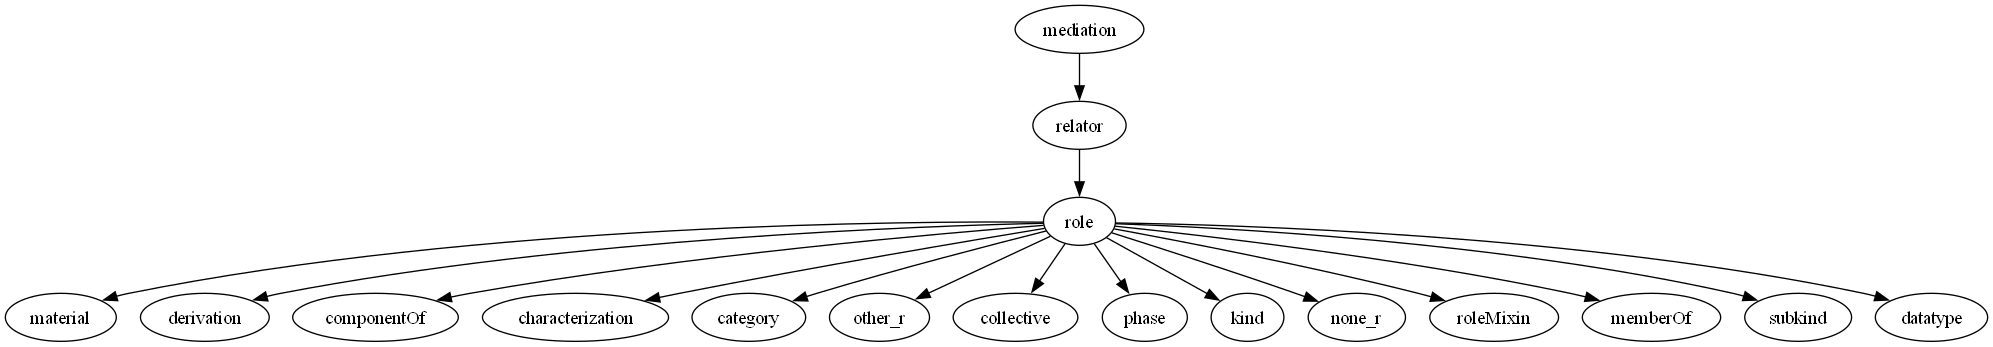 mediation
relator
role
material
derivation
componentOf
characterization
category
other_r
collective
phase
kind
none_r
roleMixin
memberOf
subkind
datatype